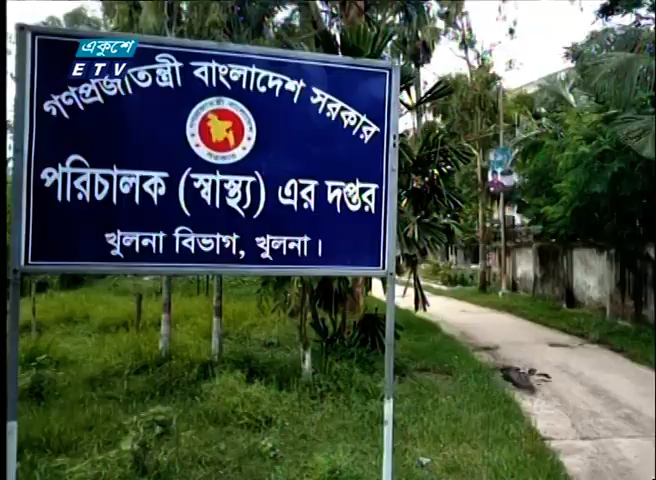 একুশে
ETV
গণপ্রজাতন্ত্রী বাংলাদেশ সরকার
পরিচালক (স্বাস্থ্য) এর দপ্তর
খুলনা বিভাগ, খুলনা।